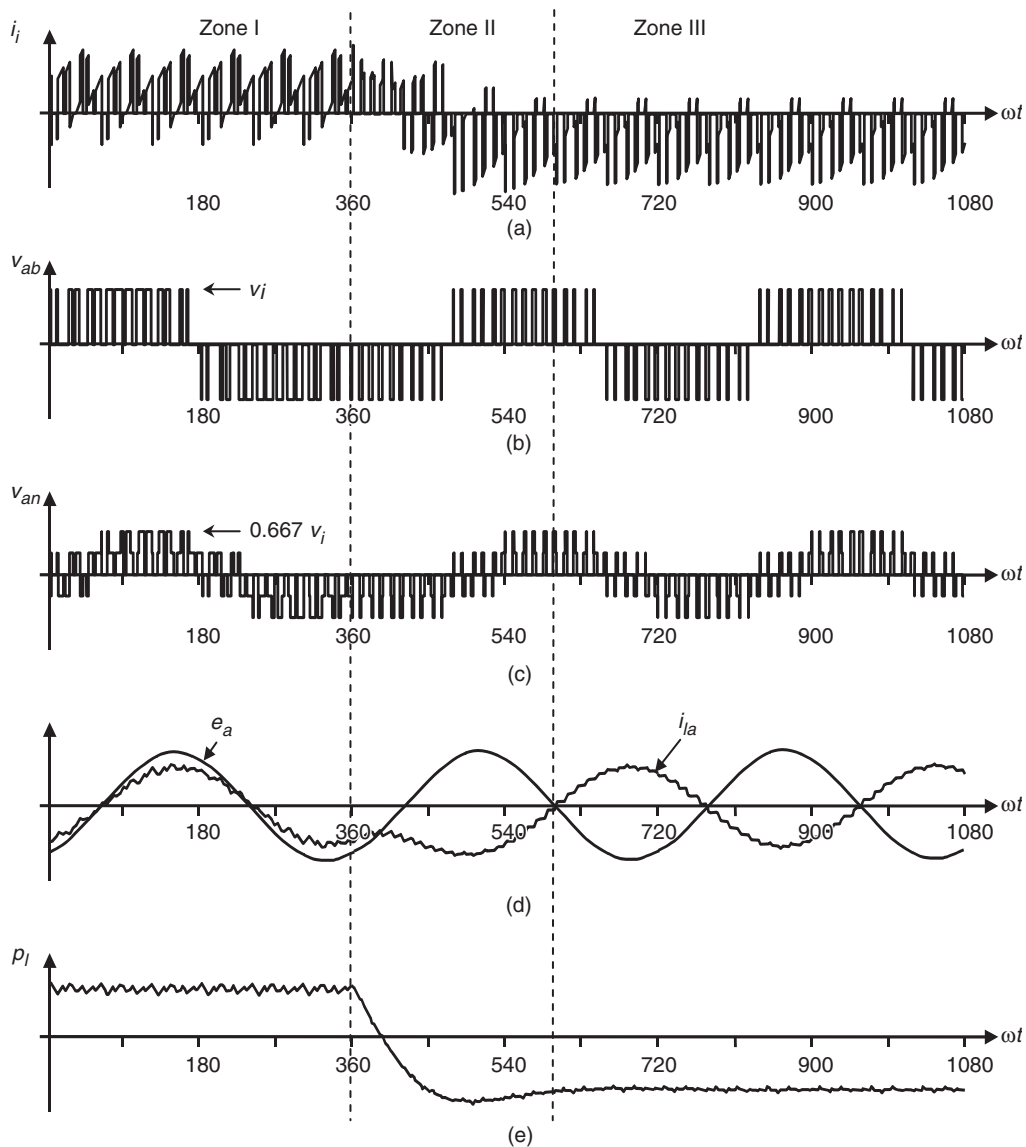 Zone I Zone II Zone III
i_i
ωt
180 360 540 720 900 1080
(a)
v_ab
v_i
ωt
180 360 540 720 900 1080
(b)
v_an
0.667 v_i
ωt
180 360 540 720 900 1080
(c)
e_a
i_la
ωt
180 360 540 720 900 1080
(d)
p_l
ωt
180 360 540 720 900 1080
(e)